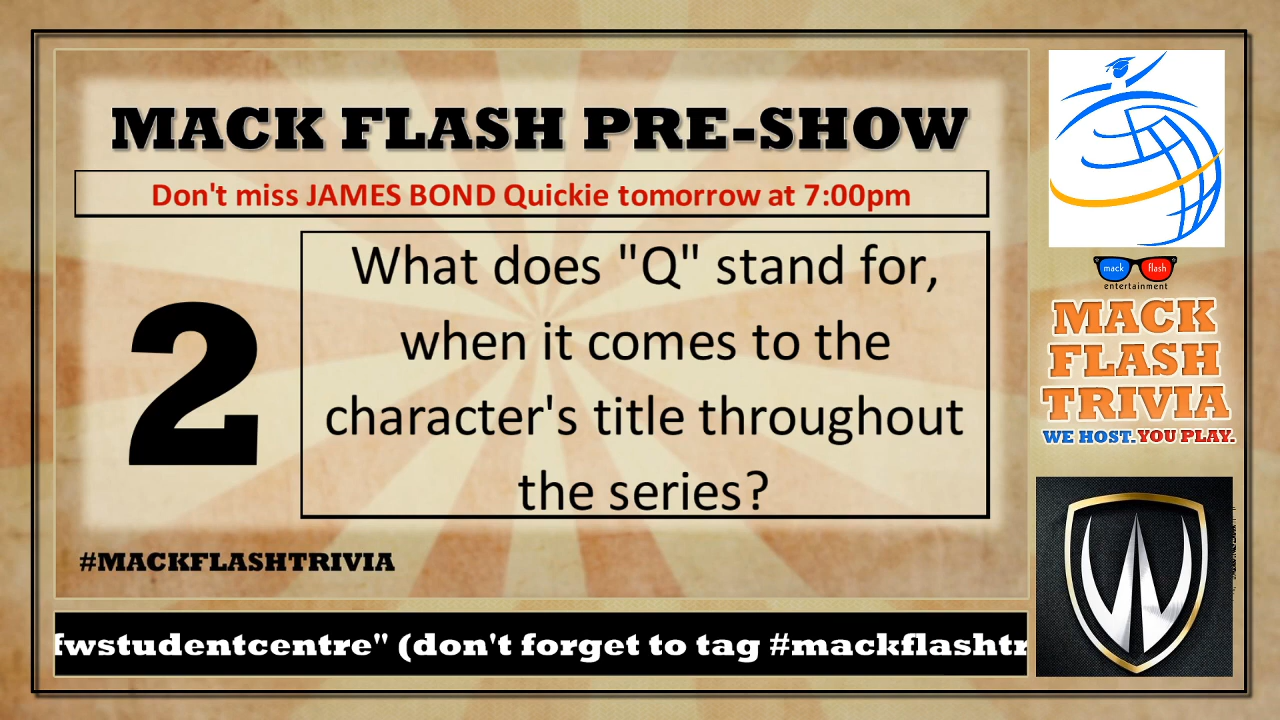 MACK FLASH PRE-SHOW
Don't miss JAMES BOND Quickie tomorrow at 7:00pm
2
What does "Q" stand for,
when it comes to the
character's title throughout
the series?
#MACKFLASHTRIVIA
fwstudentcentre" (don't forget to tag #mackflashtr
mack flash
entertainment
MACK
FLASH
TRIVIA
WE HOST. YOU PLAY.
W